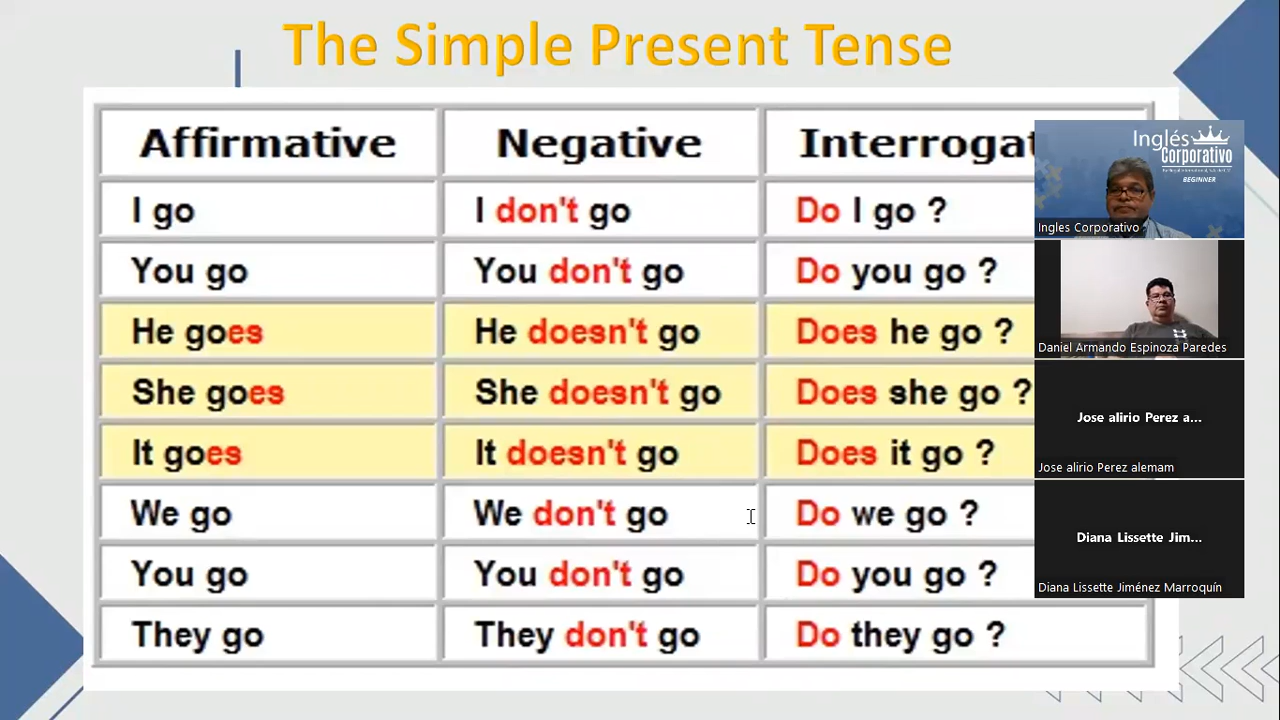 The Simple Present Tense
Affirmative Negative Interrogat
I go I don't go Do I go ?
You go You don't go Do you go ?
He goes He doesn't go Does he go ?
She goes She doesn't go Does she go ?
It goes It doesn't go Does it go ?
We go We don't go Do we go ?
You go You don't go Do you go ?
They go They don't go Do they go ?
Inglés
Corporativo
BEGINNER
Ingles Corporativo
Daniel Armando Espinoza Paredes
Jose alirio Perez a...
Jose alirio Perez alemam
Diana Lissette Jim...
Diana Lissette Jiménez Marroquín